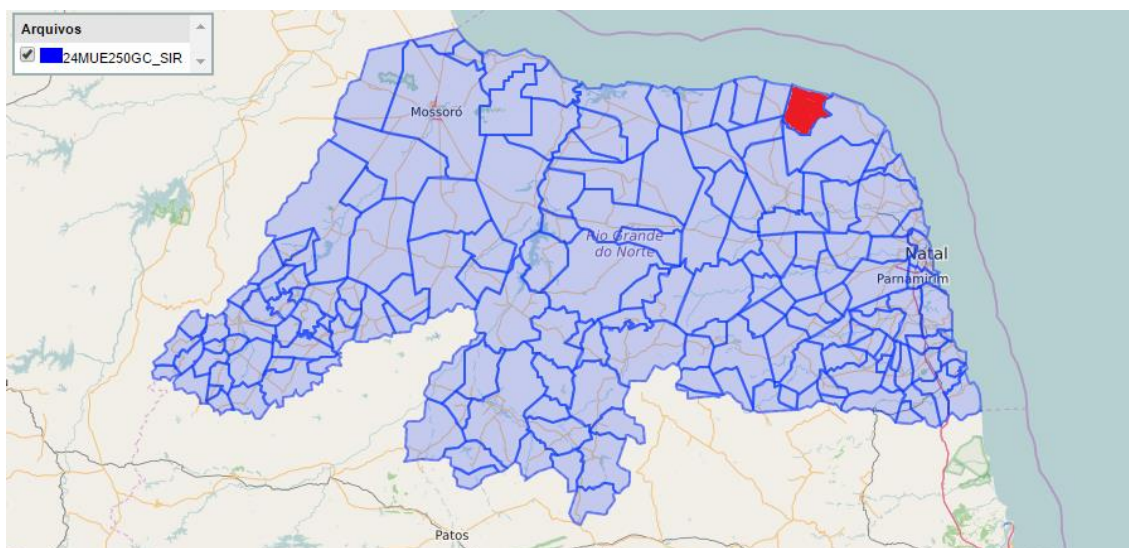 Arquivos
24MUE250GC_SIR
Mossoró
Rio Grande
do Norte
Natal
Parnamirim
Patos